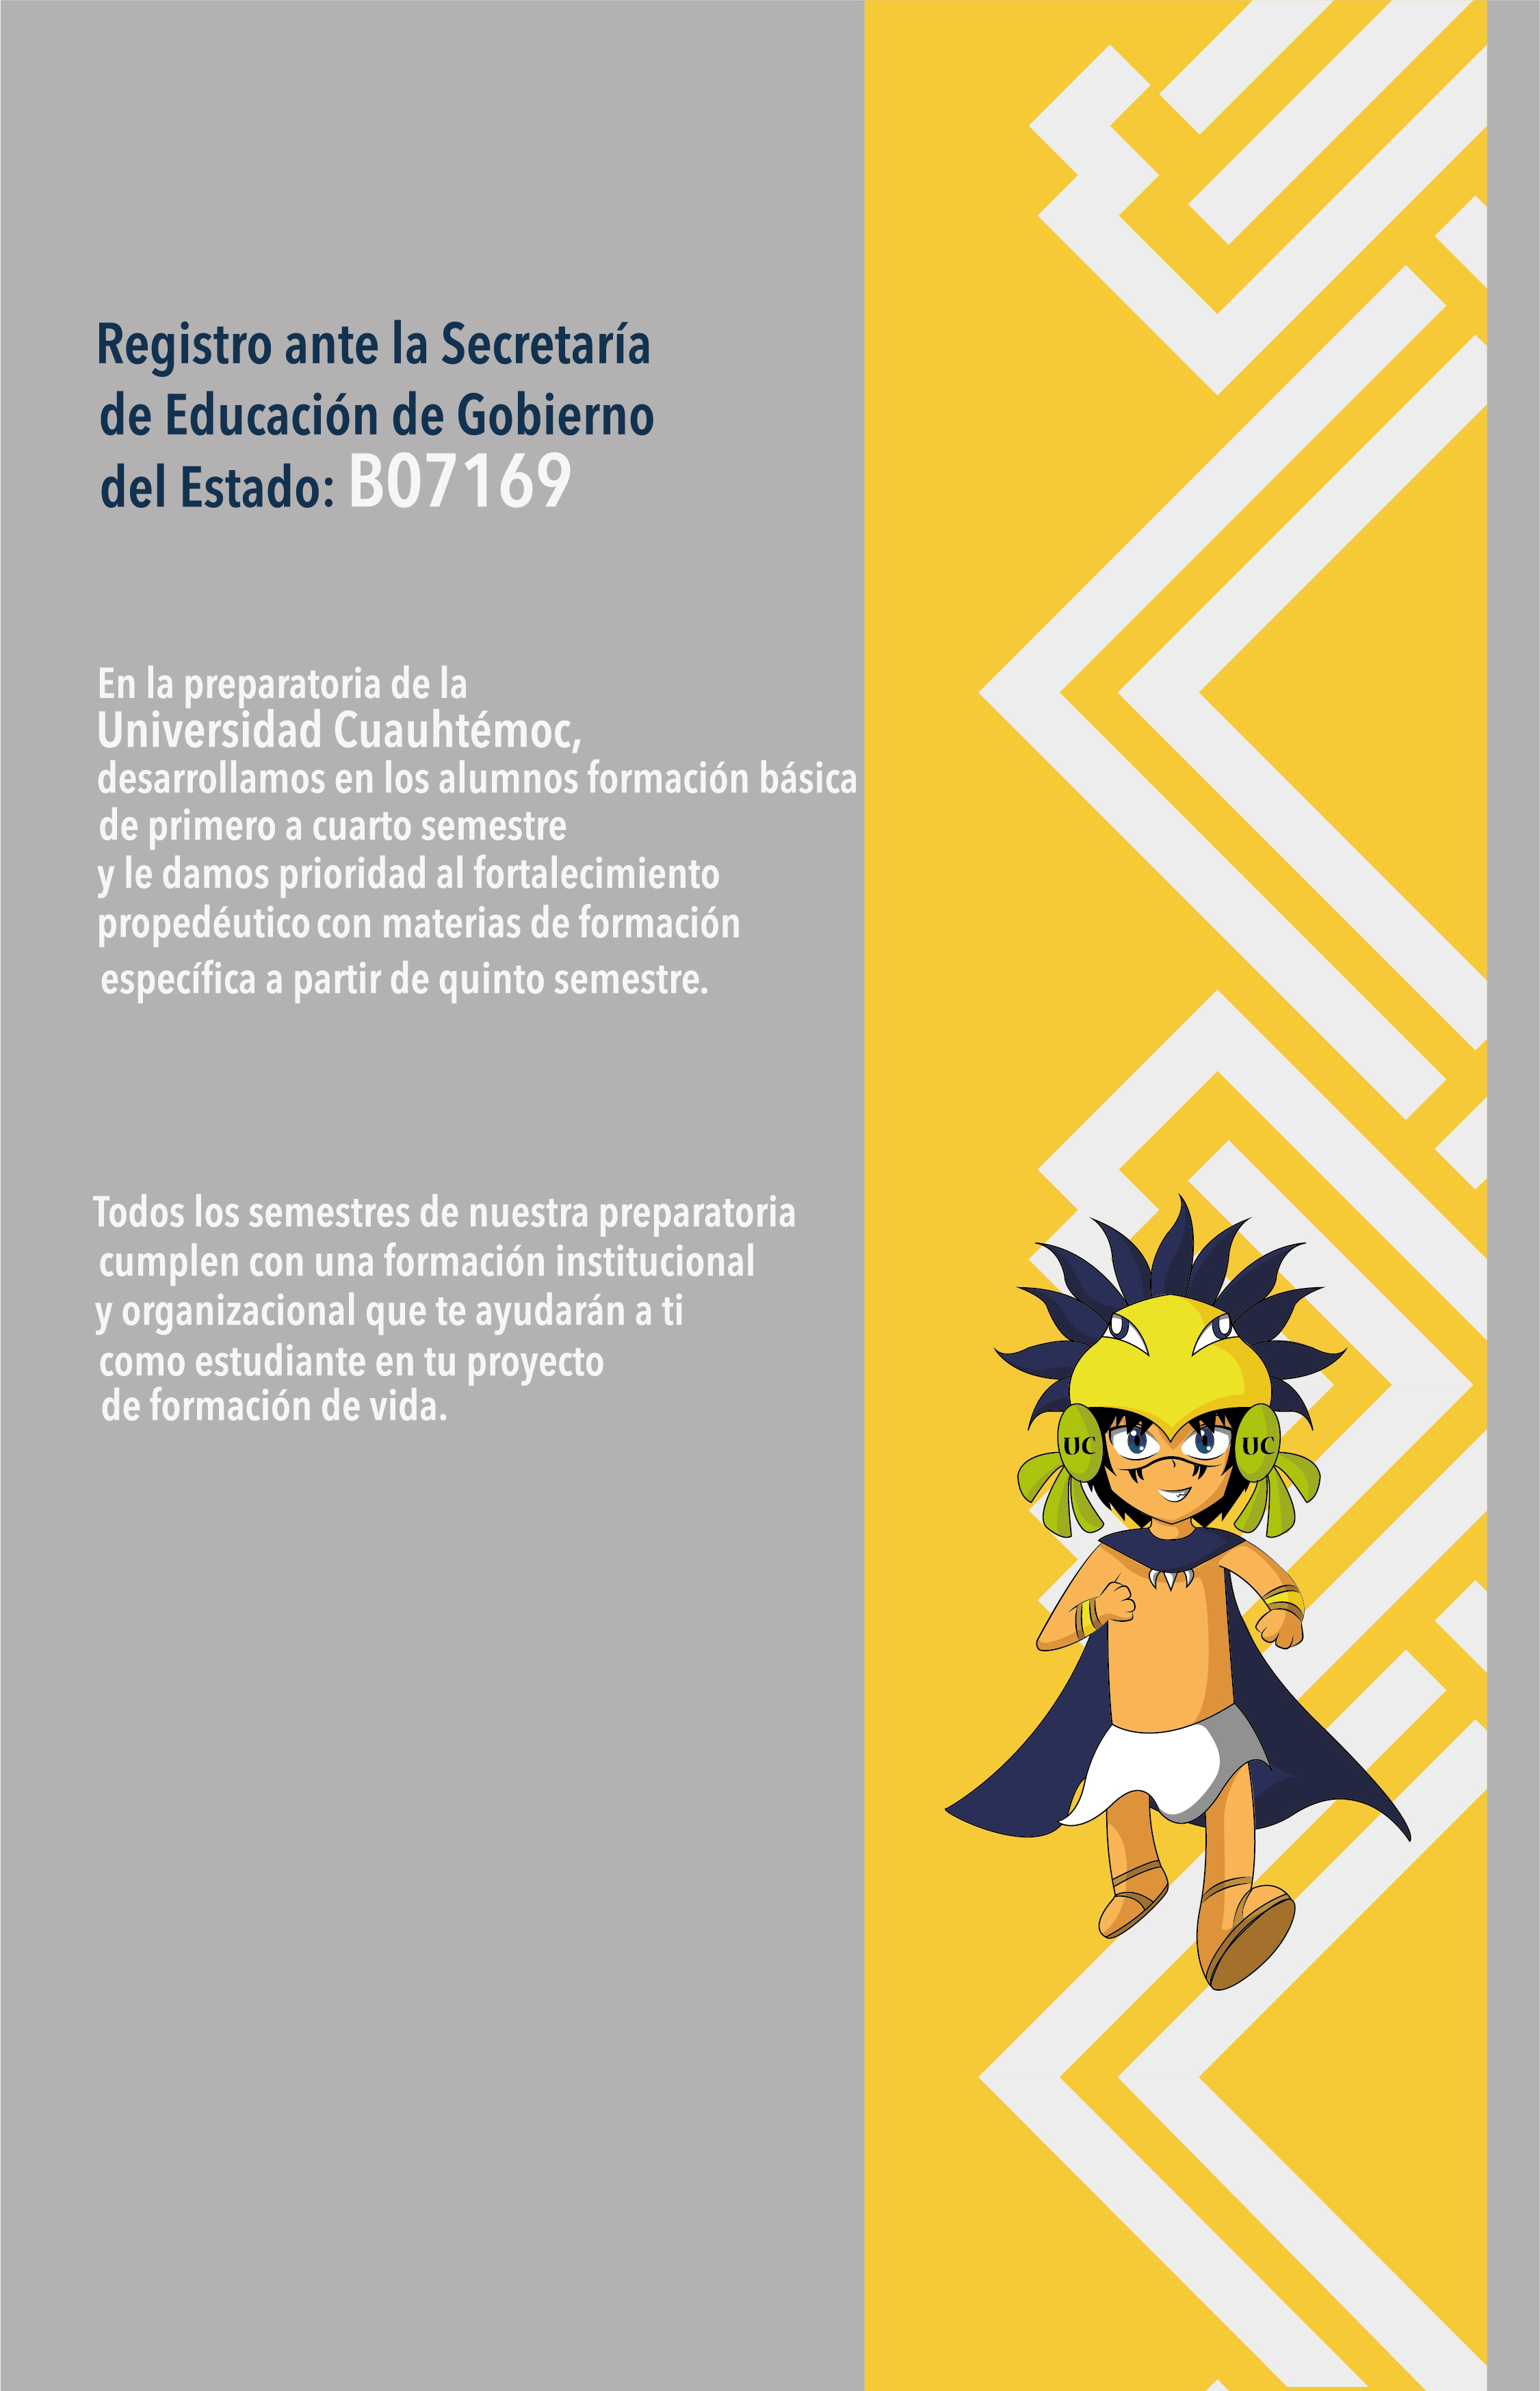 Registro ante la Secretaría
de Educación de Gobierno
del Estado: B07169
En la preparatoria de la
Universidad Cuauhtémoc,
desarrollamos en los alumnos formación básica
de primero a cuarto semestre
y le damos prioridad al fortalecimiento
propedéutico con materias de formación
específica a partir de quinto semestre.
Todos los semestres de nuestra preparatoria
cumplen con una formación institucional
y organizacional que te ayudarán a ti
como estudiante en tu proyecto
de formación de vida.
UC UC